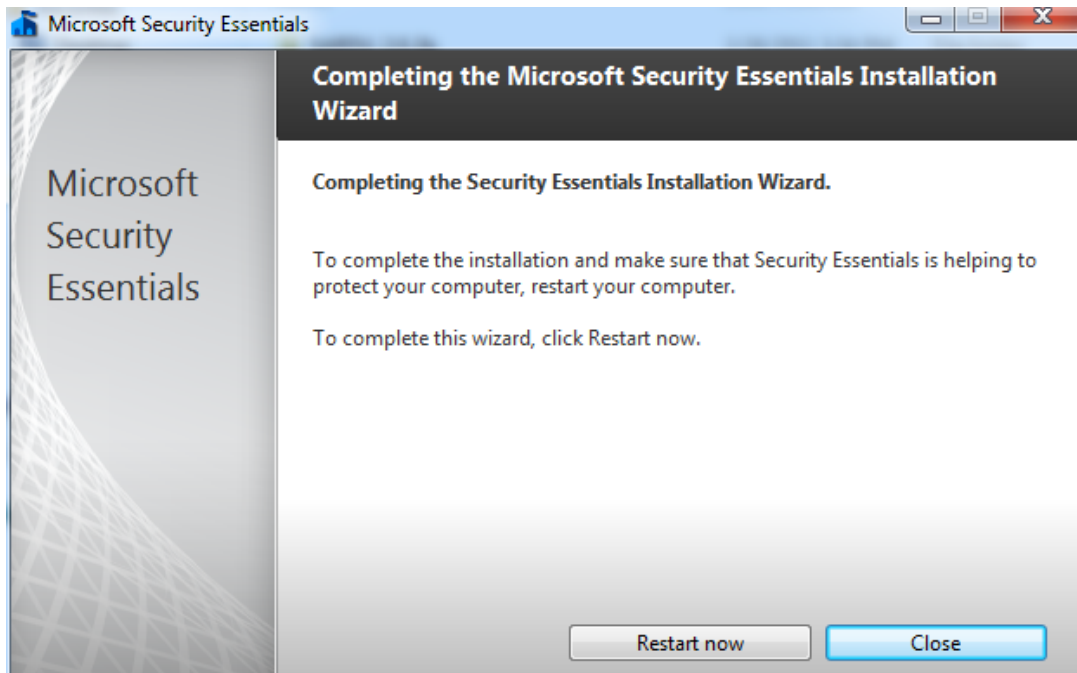 Microsoft Security Essentials
Completing the Microsoft Security Essentials Installation
Wizard
Microsoft
Security
Essentials
Completing the Security Essentials Installation Wizard.
To complete the installation and make sure that Security Essentials is helping to
protect your computer, restart your computer.
To complete this wizard, click Restart now.
Restart now
Close